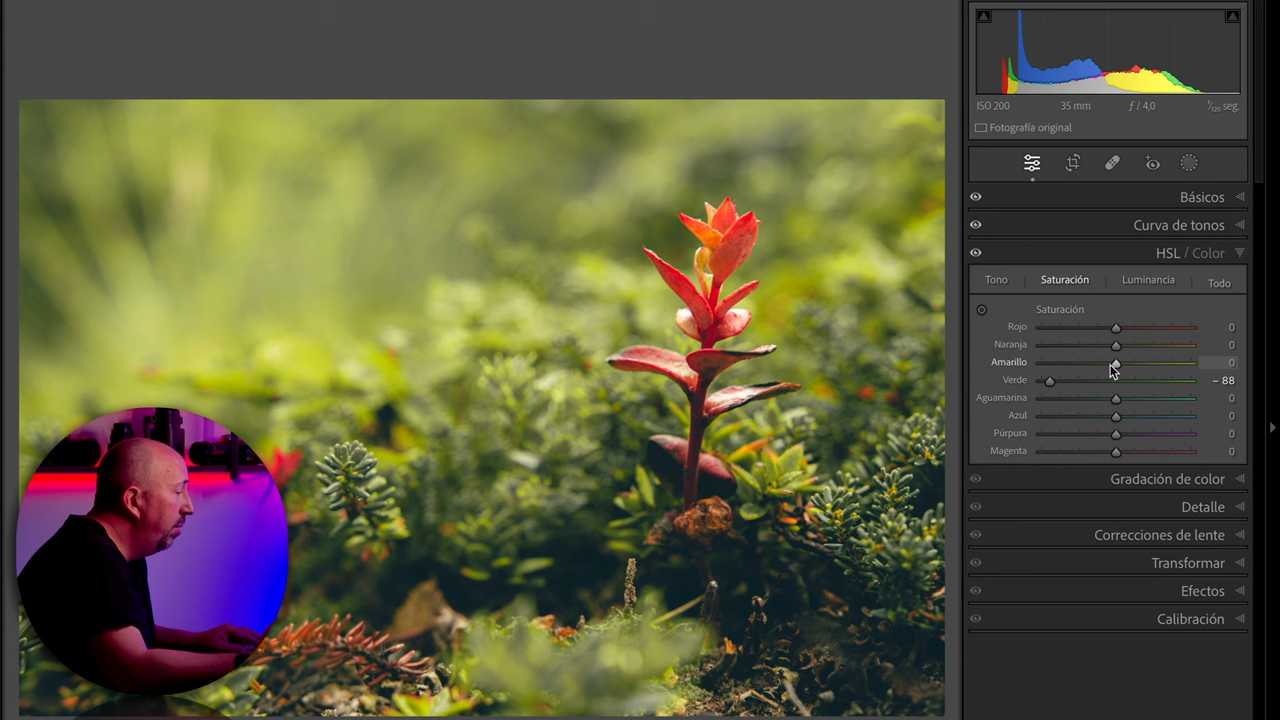 ISO 200 35 mm ƒ / 4,0 1/125 seg.
Fotografía original
Básicos
Curva de tonos
HSL / Color
Tono Saturación Luminancia Todo
Saturación
Rojo 0
Naranja 0
Amarillo 0
Verde − 88
Aguamarina 0
Azul 0
Púrpura 0
Magenta 0
Gradación de color
Detalle
Correcciones de lente
Transformar
Efectos
Calibración